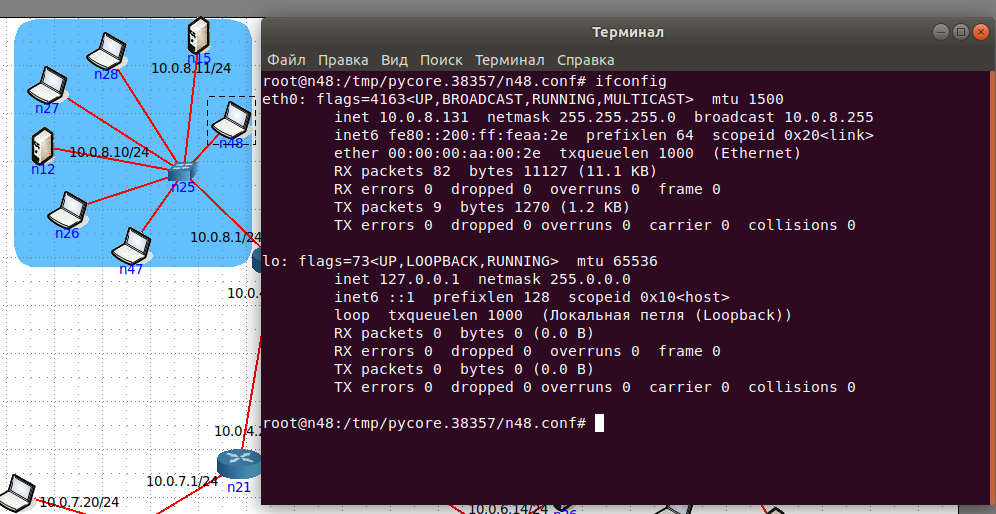 Терминал
Файл Правка Вид Поиск Терминал Справка
root@n48:/tmp/pycore.38357/n48.conf# ifconfig
eth0: flags=4163<UP,BROADCAST,RUNNING,MULTICAST>  mtu 1500
        inet 10.0.8.131  netmask 255.255.255.0  broadcast 10.0.8.255
        inet6 fe80::200:ff:feaa:2e  prefixlen 64  scopeid 0x20<link>
        ether 00:00:00:aa:00:2e  txqueuelen 1000  (Ethernet)
        RX packets 82  bytes 11127 (11.1 KB)
        RX errors 0  dropped 0  overruns 0  frame 0
        TX packets 9  bytes 1270 (1.2 KB)
        TX errors 0  dropped 0 overruns 0  carrier 0  collisions 0
lo: flags=73<UP,LOOPBACK,RUNNING>  mtu 65536
        inet 127.0.0.1  netmask 255.0.0.0
        inet6 ::1  prefixlen 128  scopeid 0x10<host>
        loop  txqueuelen 1000  (Локальная петля (Loopback))
        RX packets 0  bytes 0 (0.0 B)
        RX errors 0  dropped 0  overruns 0  frame 0
        TX packets 0  bytes 0 (0.0 B)
        TX errors 0  dropped 0 overruns 0  carrier 0  collisions 0
root@n48:/tmp/pycore.38357/n48.conf#
n15
10.0.8.11/24
n28
n27
n48
n12
10.0.8.10/24
n25
n26
10.0.8.1/24
n47
n21
10.0.7.1/24
10.0.7.20/24
10.0.6.14/24